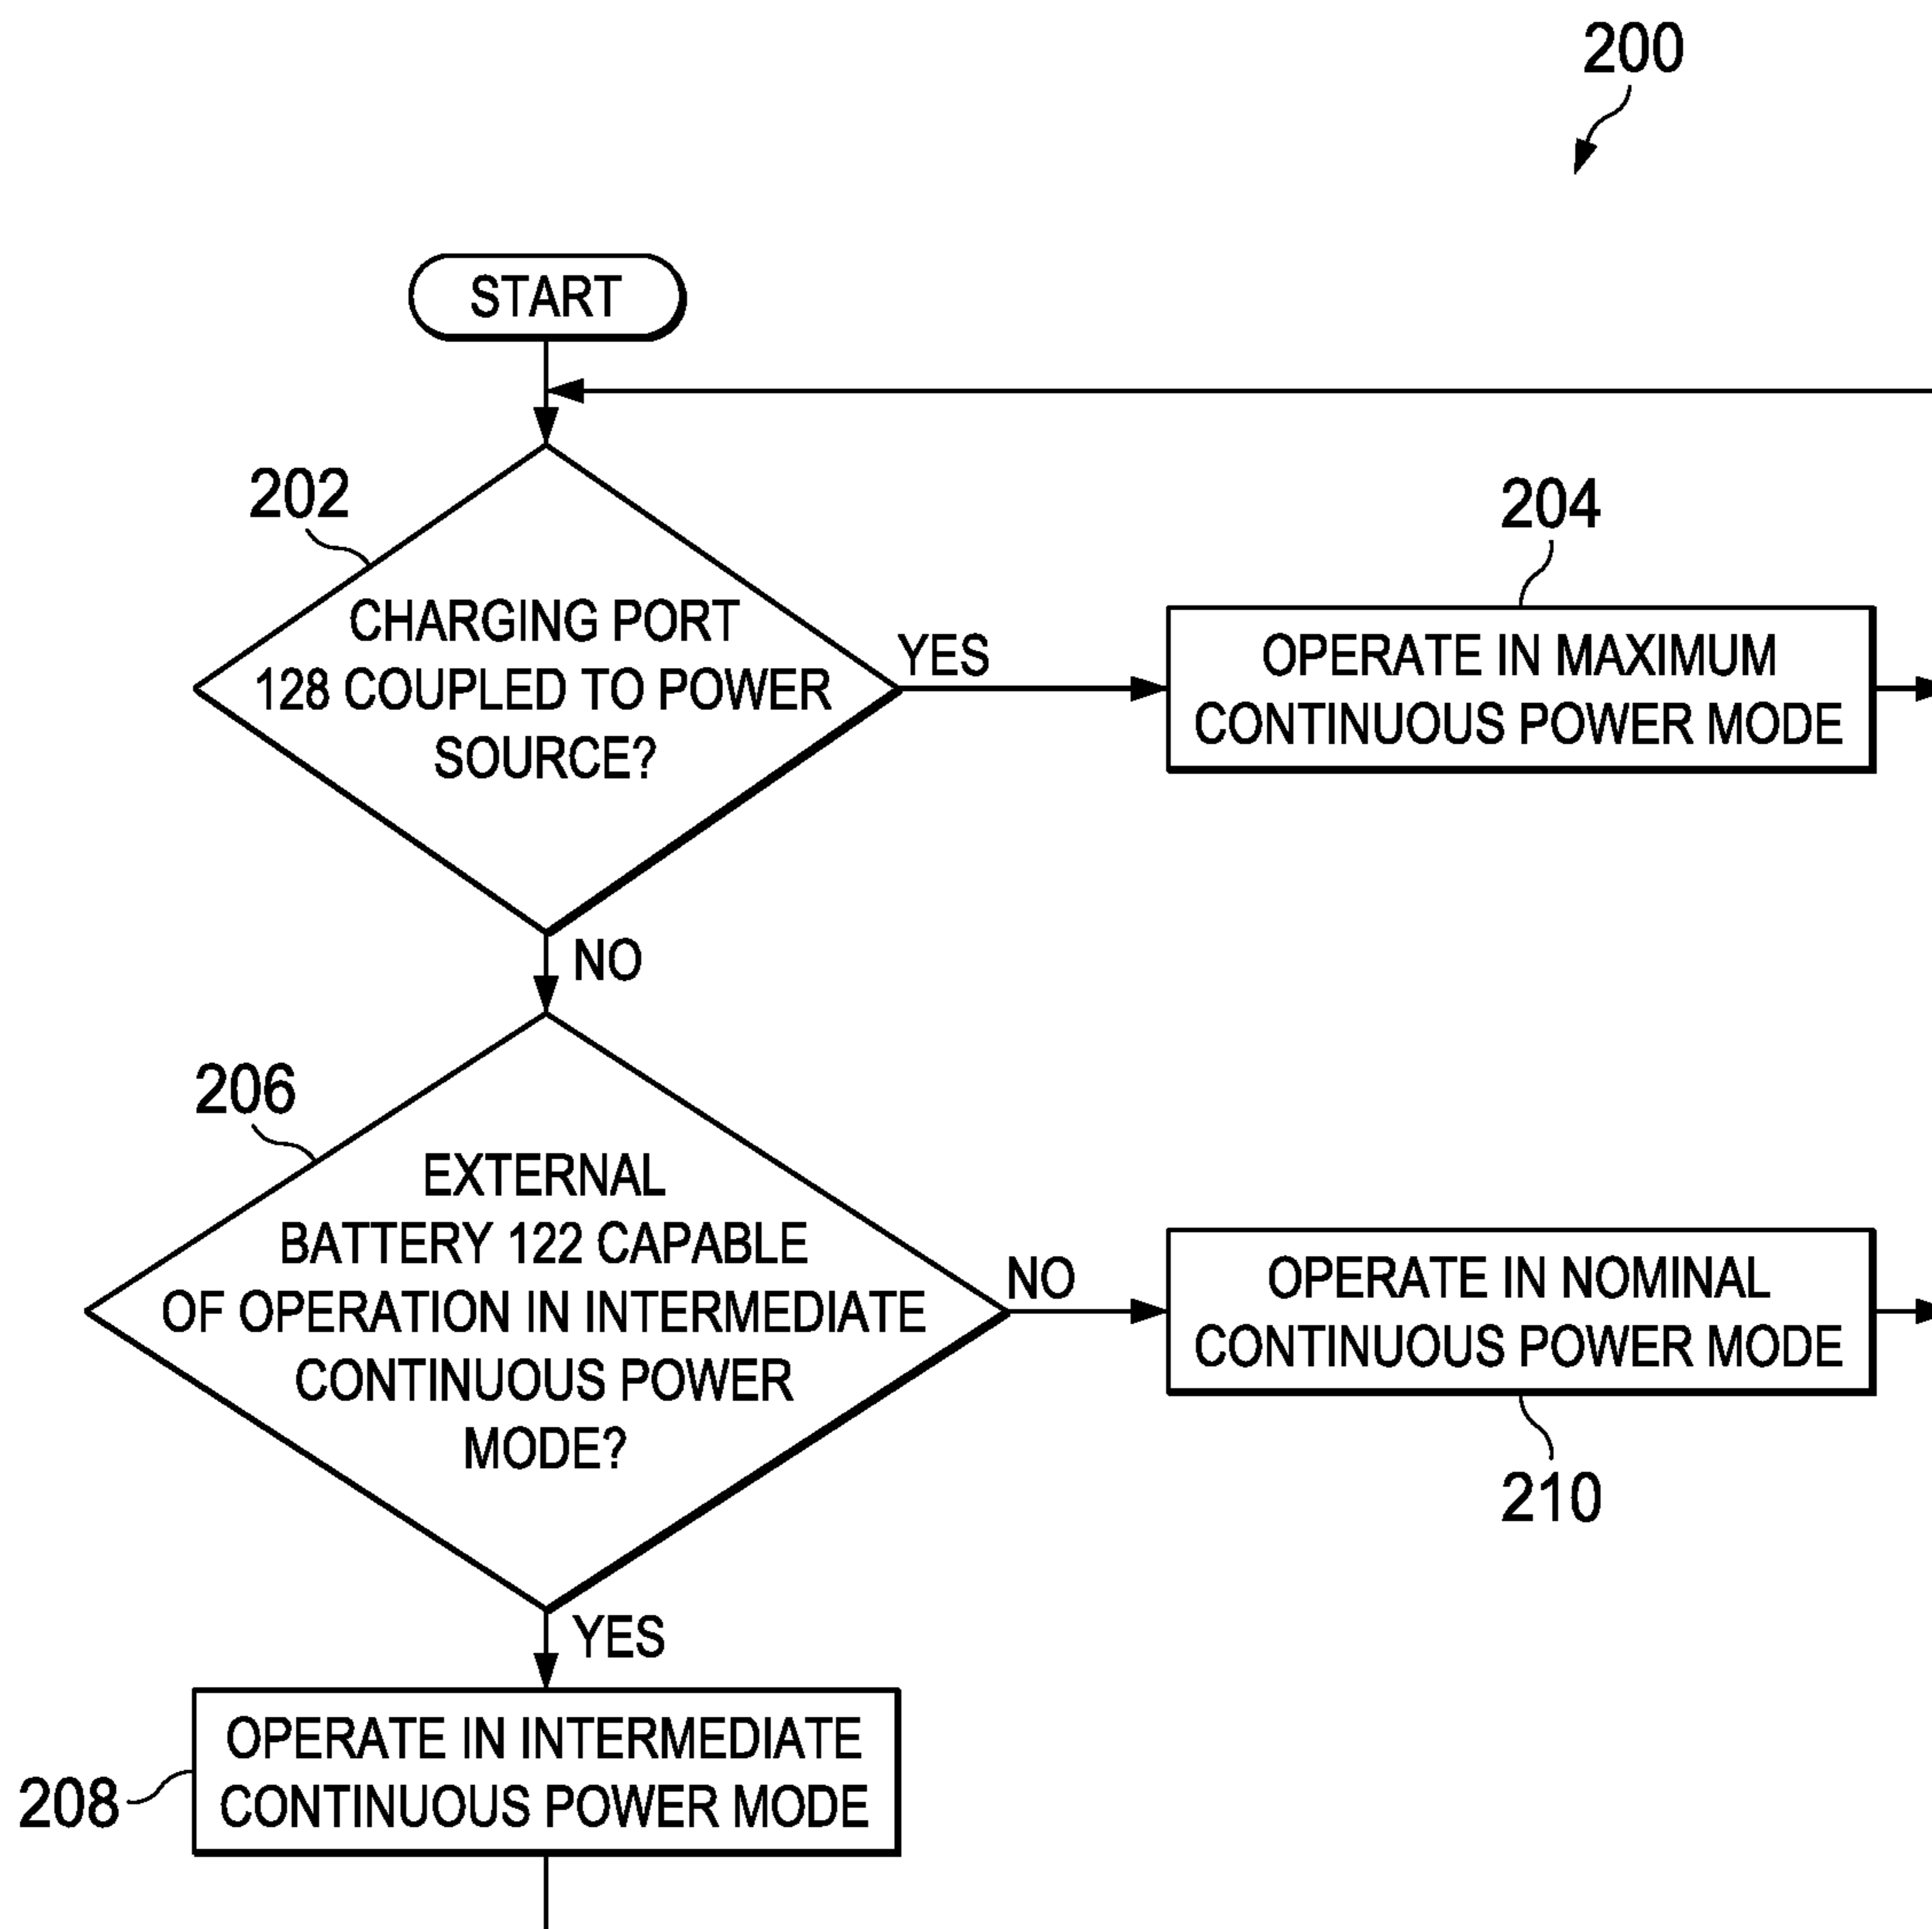 200
START
202
CHARGING PORT
128 COUPLED TO POWER
SOURCE?
YES
204
OPERATE IN MAXIMUM
CONTINUOUS POWER MODE
NO
206
EXTERNAL
BATTERY 122 CAPABLE
OF OPERATION IN INTERMEDIATE
CONTINUOUS POWER
MODE?
NO
OPERATE IN NOMINAL
CONTINUOUS POWER MODE
210
YES
OPERATE IN INTERMEDIATE
CONTINUOUS POWER MODE
208